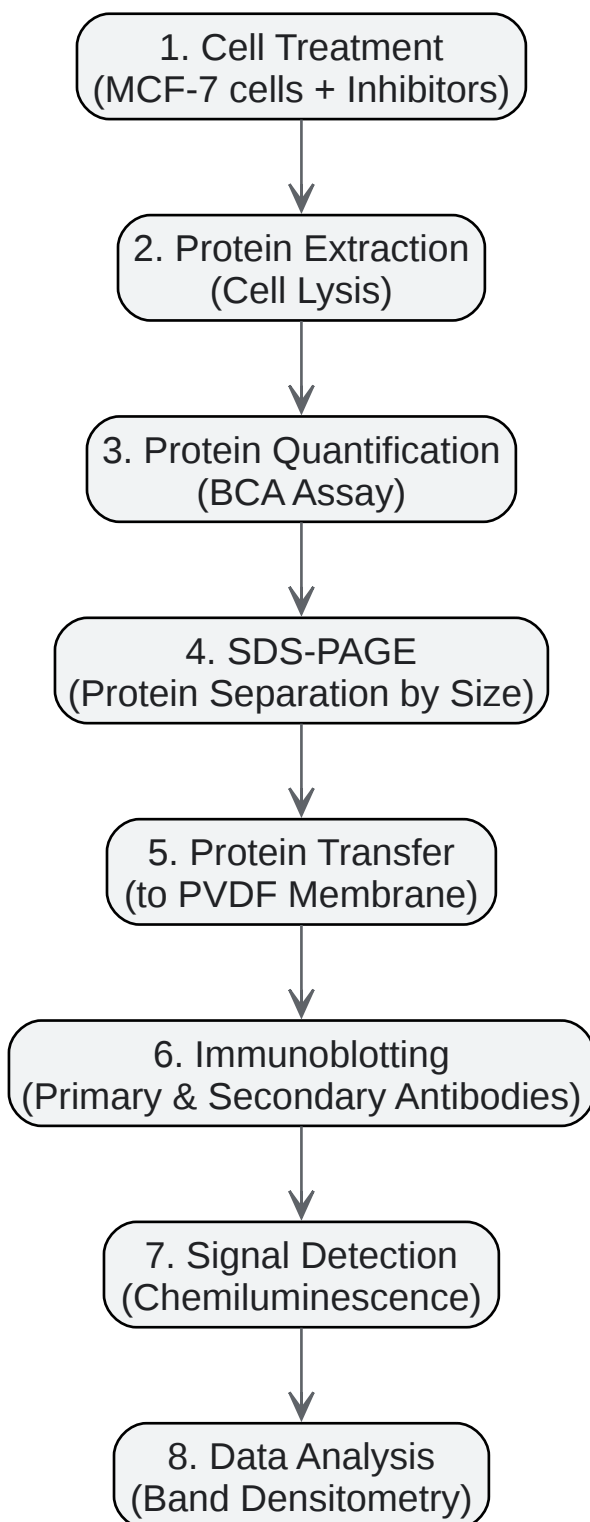 1. Cell Treatment
(MCF-7 cells + Inhibitors)
2. Protein Extraction
(Cell Lysis)
3. Protein Quantification
(BCA Assay)
4. SDS-PAGE
(Protein Separation by Size)
5. Protein Transfer
(to PVDF Membrane)
6. Immunoblotting
(Primary & Secondary Antibodies)
7. Signal Detection
(Chemiluminescence)
8. Data Analysis
(Band Densitometry)